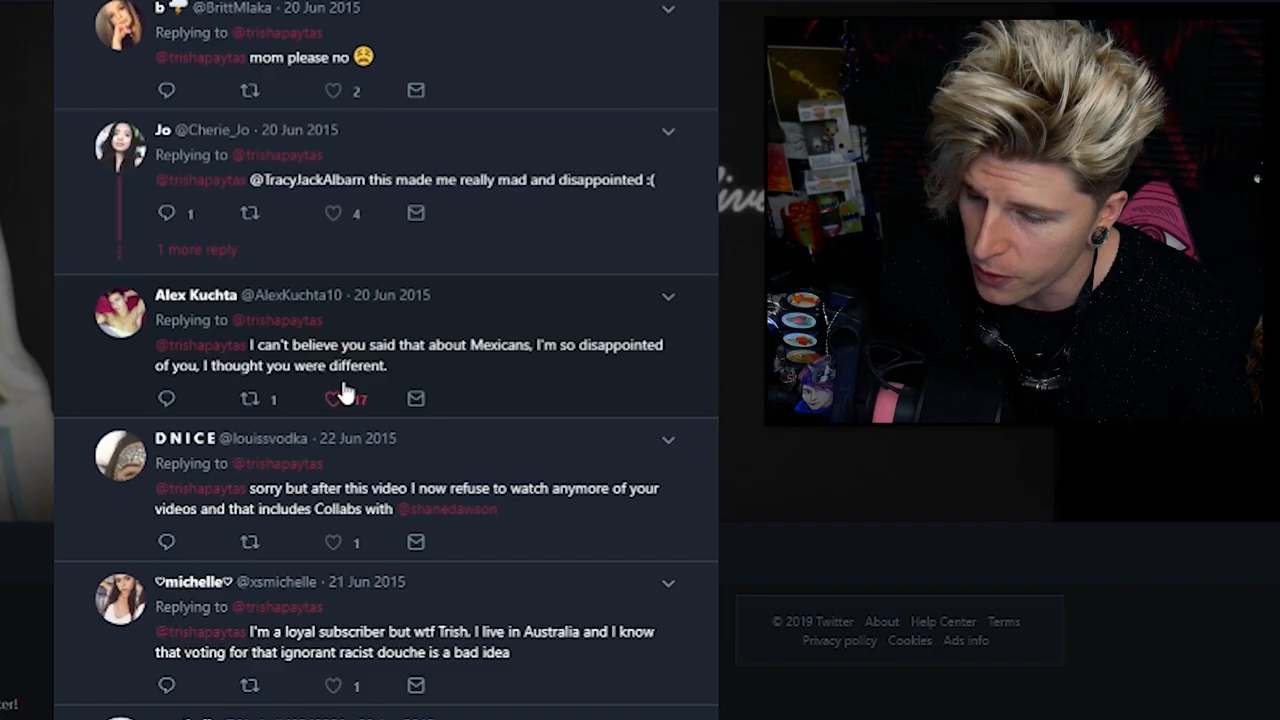 b @BrittMlaka · 20 Jun 2015
Replying to @trishapaytas
@trishapaytas mom please no 😩
2
Jo @Cherie_Jo · 20 Jun 2015
Replying to @trishapaytas
@trishapaytas @TracyJackAlbarn this made me really mad and disappointed :(
1 4
1 more reply
Alex Kuchta @AlexKuchta10 · 20 Jun 2015
Replying to @trishapaytas
@trishapaytas I can't believe you said that about Mexicans, I'm so disappointed
of you, I thought you were different.
1 17
D N I C E @louissvodka · 22 Jun 2015
Replying to @trishapaytas
@trishapaytas sorry but after this video I now refuse to watch anymore of your
videos and that includes Collabs with @shanedawson
1
♡michelle♡ @xsmichelle · 21 Jun 2015
Replying to @trishapaytas
@trishapaytas I'm a loyal subscriber but wtf Trish. I live in Australia and I know
that voting for that ignorant racist douche is a bad idea
1
© 2019 Twitter About Help Center Terms
Privacy policy Cookies Ads info